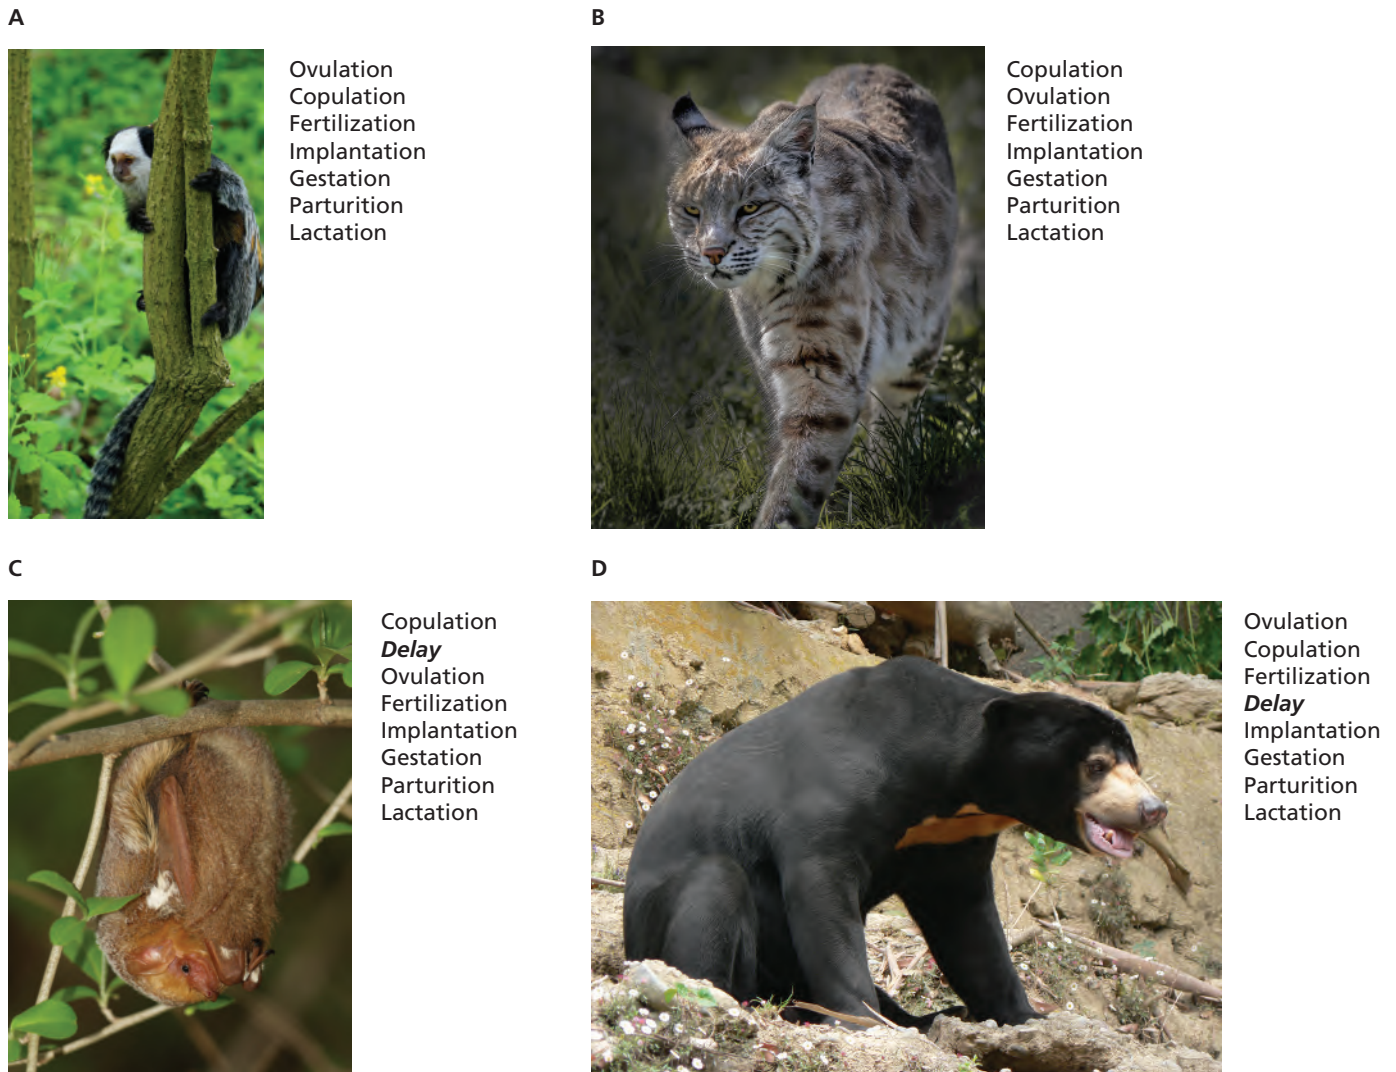 A
Ovulation
Copulation
Fertilization
Implantation
Gestation
Parturition
Lactation
B
Copulation
Ovulation
Fertilization
Implantation
Gestation
Parturition
Lactation
C
Copulation
Delay
Ovulation
Fertilization
Implantation
Gestation
Parturition
Lactation
D
Ovulation
Copulation
Fertilization
Delay
Implantation
Gestation
Parturition
Lactation